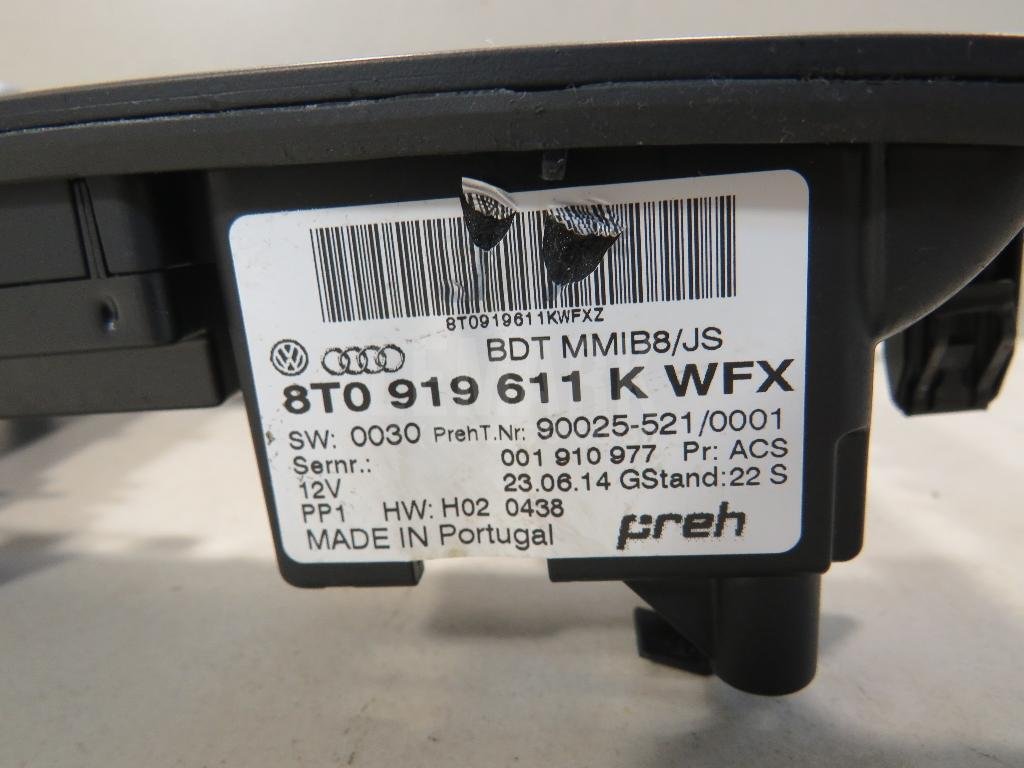 8T0919611KWFXZ
BDT MMIB8/JS
8T0 919 611 K WFX
SW: 0030 PrehT.Nr: 90025-521/0001
Sernr.: 001 910 977 Pr: ACS
12V 23.06.14 GStand: 22 S
PP1 HW: H02 0438
MADE IN Portugal preh